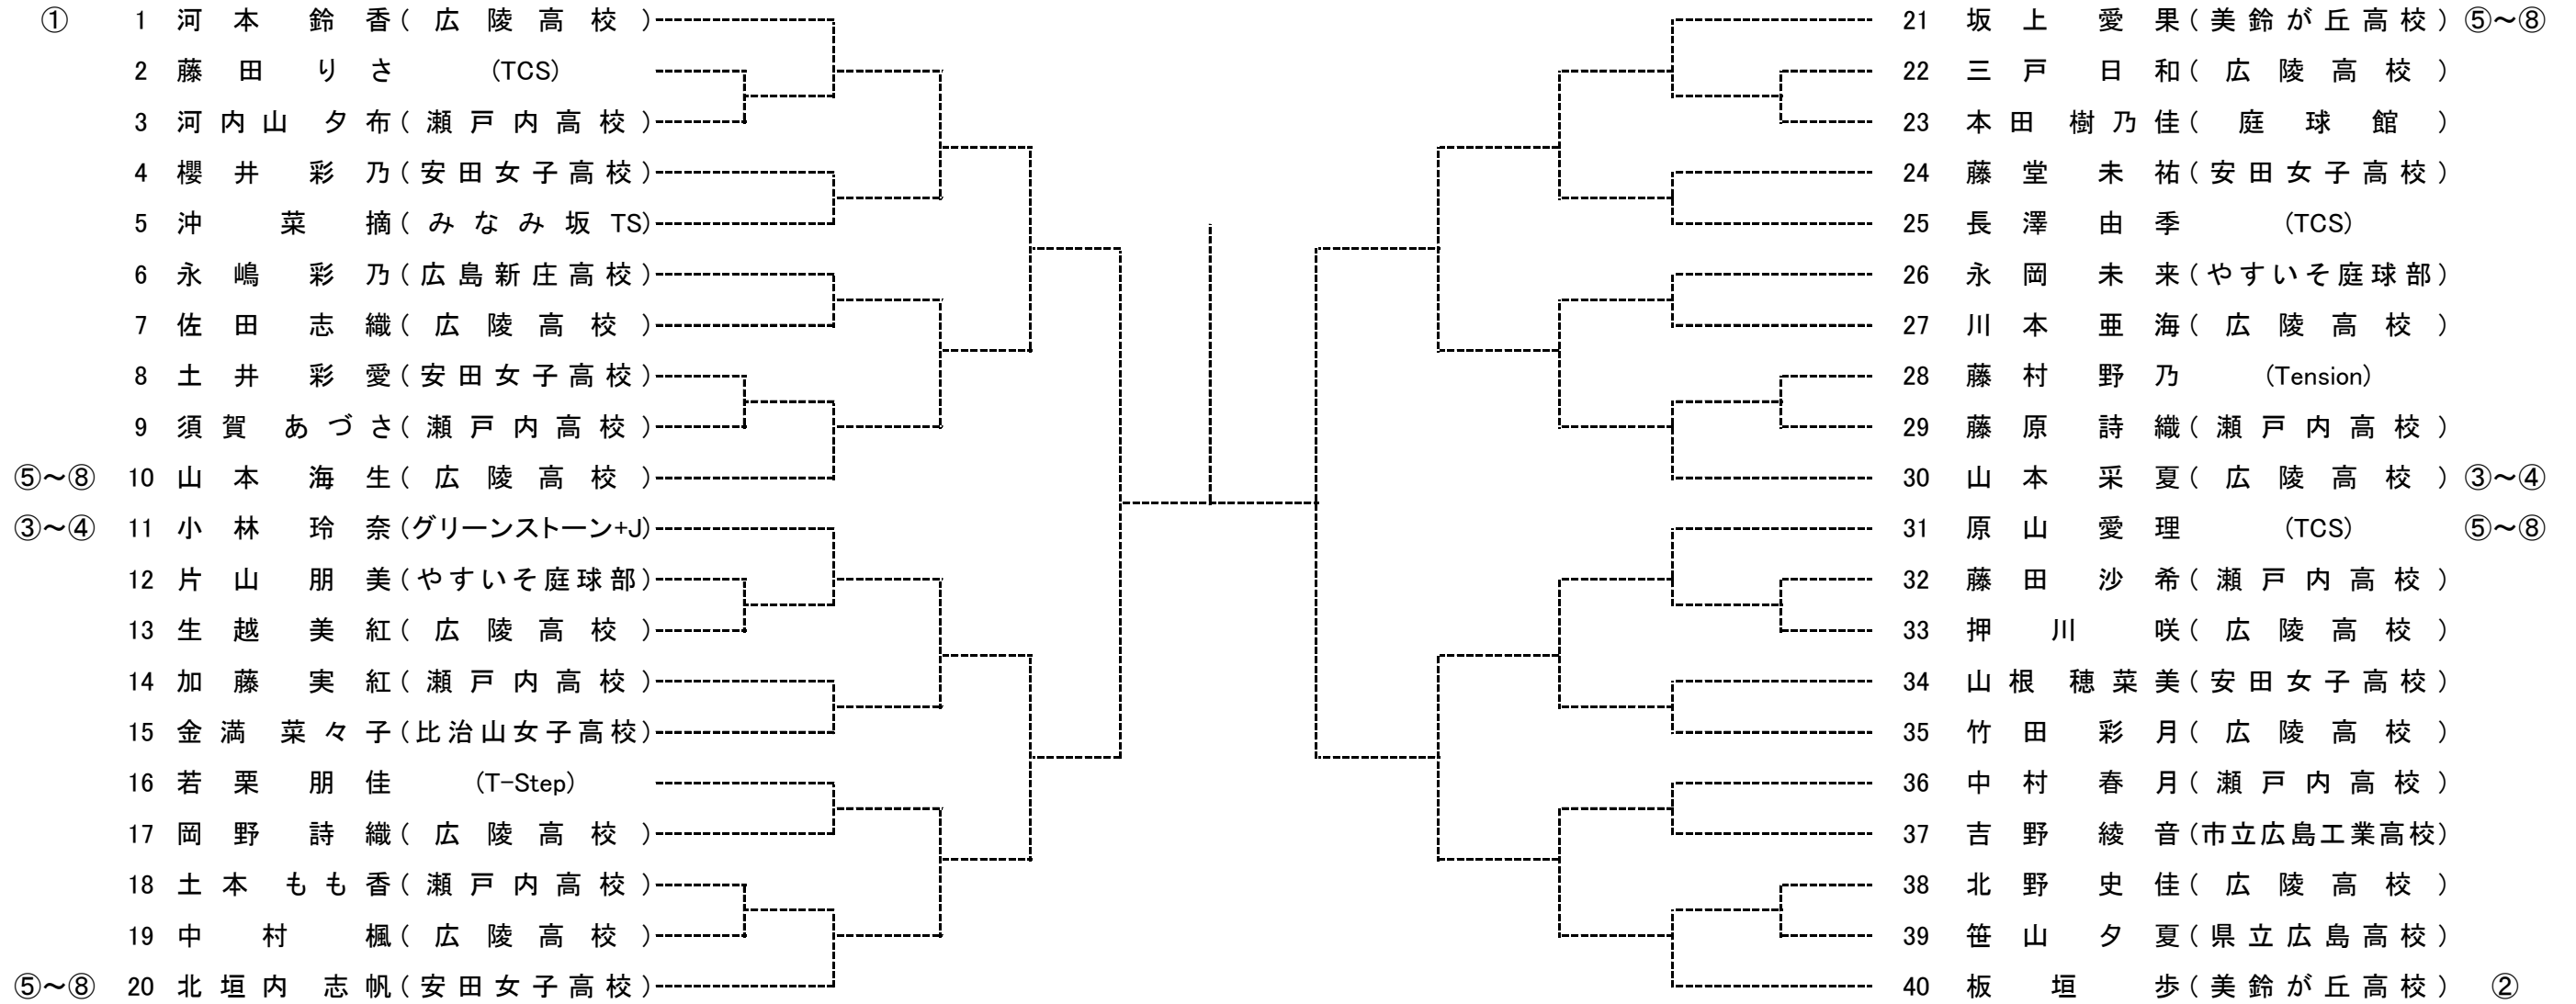 ① 1 河本 鈴香(広陵高校)
2 藤田 りさ (TCS)
3 河内山 夕布(瀬戸内高校)
4 櫻井 彩乃(安田女子高校)
5 沖 菜摘(みなみ坂TS)
6 永嶋 彩乃(広島新庄高校)
7 佐田 志織(広陵高校)
8 土井 彩愛(安田女子高校)
9 須賀 あづさ(瀬戸内高校)
⑤～⑧ 10 山本 海生(広陵高校)
③～④ 11 小林 玲奈(グリーンストーン+J)
12 片山 朋美(やすいそ庭球部)
13 生越 美紅(広陵高校)
14 加藤 実紅(瀬戸内高校)
15 金満 菜々子(比治山女子高校)
16 若栗 朋佳 (T-Step)
17 岡野 詩織(広陵高校)
18 土本 もも香(瀬戸内高校)
19 中村 楓(広陵高校)
⑤～⑧ 20 北垣内 志帆(安田女子高校)
21 坂上 愛果(美鈴が丘高校) ⑤～⑧
22 三戸 日和(広陵高校)
23 本田 樹乃佳(庭球館)
24 藤堂 未祐(安田女子高校)
25 長澤 由季 (TCS)
26 永岡 未来(やすいそ庭球部)
27 川本 亜海(広陵高校)
28 藤村 野乃 (Tension)
29 藤原 詩織(瀬戸内高校)
30 山本 采夏(広陵高校) ③～④
31 原山 愛理 (TCS) ⑤～⑧
32 藤田 沙希(瀬戸内高校)
33 押川 咲(広陵高校)
34 山根 穂菜美(安田女子高校)
35 竹田 彩月(広陵高校)
36 中村 春月(瀬戸内高校)
37 吉野 綾音(市立広島工業高校)
38 北野 史佳(広陵高校)
39 笹山 夕夏(県立広島高校)
40 板垣 歩(美鈴が丘高校) ②